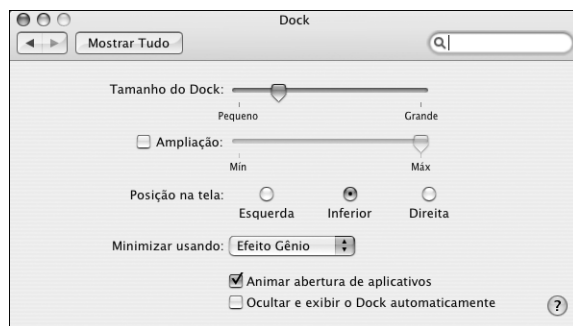 Dock
Mostrar Tudo
Tamanho do Dock:
Pequeno Grande
Ampliação:
Mín Máx
Posição na tela:
Esquerda Inferior Direita
Minimizar usando: Efeito Gênio
Animar abertura de aplicativos
Ocultar e exibir o Dock automaticamente ?